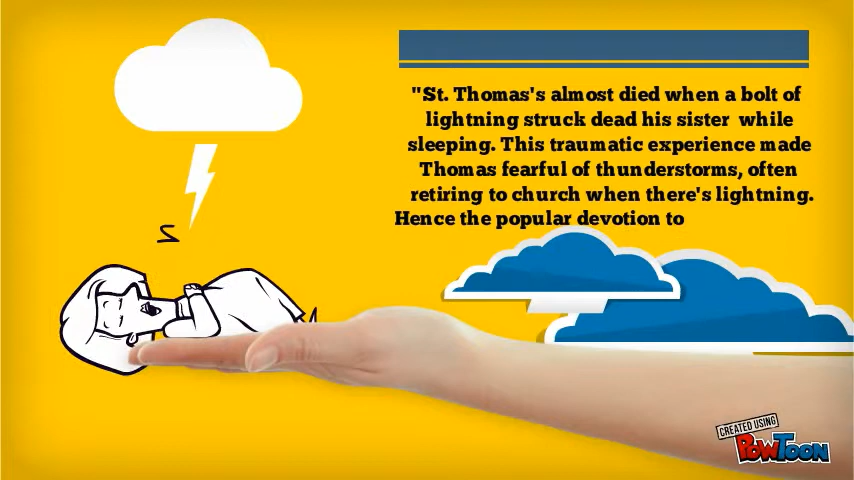 "St. Thomas's almost died when a bolt of
lightning struck dead his sister while
sleeping. This traumatic experience made
Thomas fearful of thunderstorms, often
retiring to church when there's lightning.
Hence the popular devotion to
CREATED USING
POWTOON